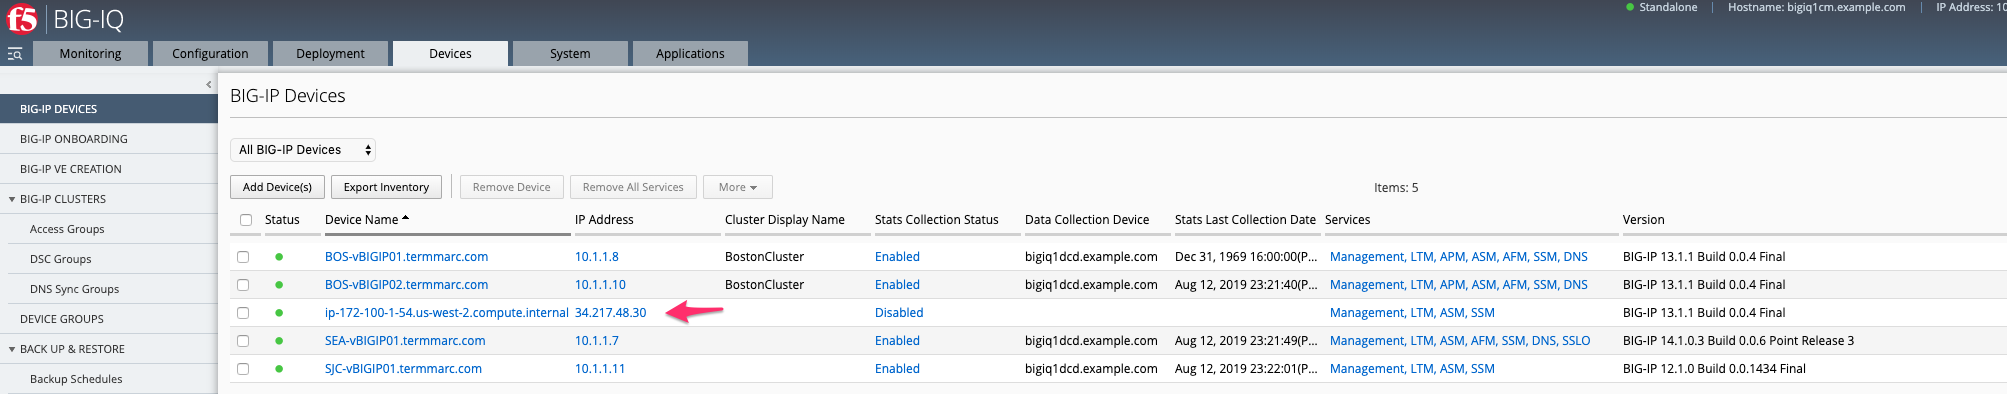 f5 BIG-IQ
Standalone Hostname: bigiq1cm.example.com IP Address: 10
Monitoring Configuration Deployment Devices System Applications
BIG-IP DEVICES
BIG-IP ONBOARDING
BIG-IP VE CREATION
BIG-IP CLUSTERS
Access Groups
DSC Groups
DNS Sync Groups
DEVICE GROUPS
BACK UP & RESTORE
Backup Schedules
BIG-IP Devices
All BIG-IP Devices
Add Device(s) Export Inventory Remove Device Remove All Services More Items: 5
Status Device Name IP Address Cluster Display Name Stats Collection Status Data Collection Device Stats Last Collection Date Services Version
BOS-vBIGIP01.termmarc.com 10.1.1.8 BostonCluster Enabled bigiq1dcd.example.com Dec 31, 1969 16:00:00(P... Management, LTM, APM, ASM, AFM, SSM, DNS BIG-IP 13.1.1 Build 0.0.4 Final
BOS-vBIGIP02.termmarc.com 10.1.1.10 BostonCluster Enabled bigiq1dcd.example.com Aug 12, 2019 23:21:40(P... Management, LTM, APM, ASM, AFM, SSM, DNS BIG-IP 13.1.1 Build 0.0.4 Final
ip-172-100-1-54.us-west-2.compute.internal 34.217.48.30 Disabled Management, LTM, ASM, SSM BIG-IP 13.1.1 Build 0.0.4 Final
SEA-vBIGIP01.termmarc.com 10.1.1.7 Enabled bigiq1dcd.example.com Aug 12, 2019 23:21:49(P... Management, LTM, ASM, AFM, SSM, DNS, SSLO BIG-IP 14.1.0.3 Build 0.0.6 Point Release 3
SJC-vBIGIP01.termmarc.com 10.1.1.11 Enabled bigiq1dcd.example.com Aug 12, 2019 23:22:01(P... Management, LTM, ASM, SSM BIG-IP 12.1.0 Build 0.0.1434 Final